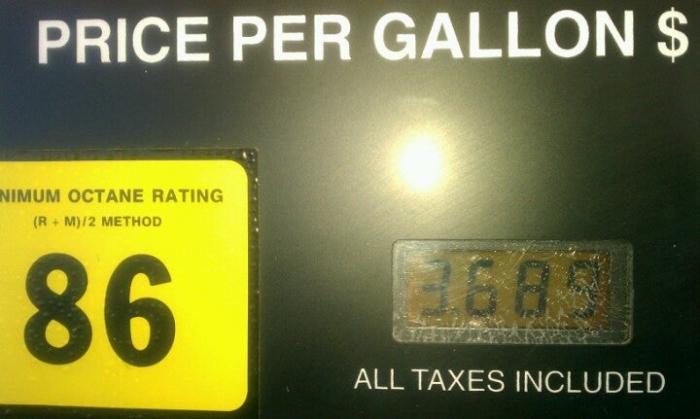 PRICE PER GALLON $
NIMUM OCTANE RATING
(R + M)/2 METHOD
86
3689
ALL TAXES INCLUDED